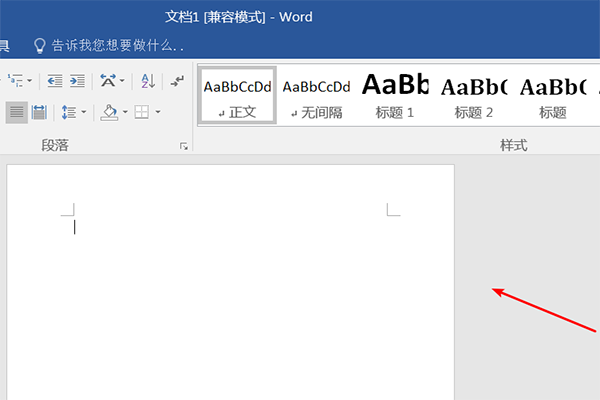 文档1 [兼容模式] - Word
具 告诉我您想要做什么..
AaBbCcDd AaBbCcDd AaBb AaBbC AaBbC
↲ 正文 ↲ 无间隔 标题 1 标题 2 标题
段落 样式